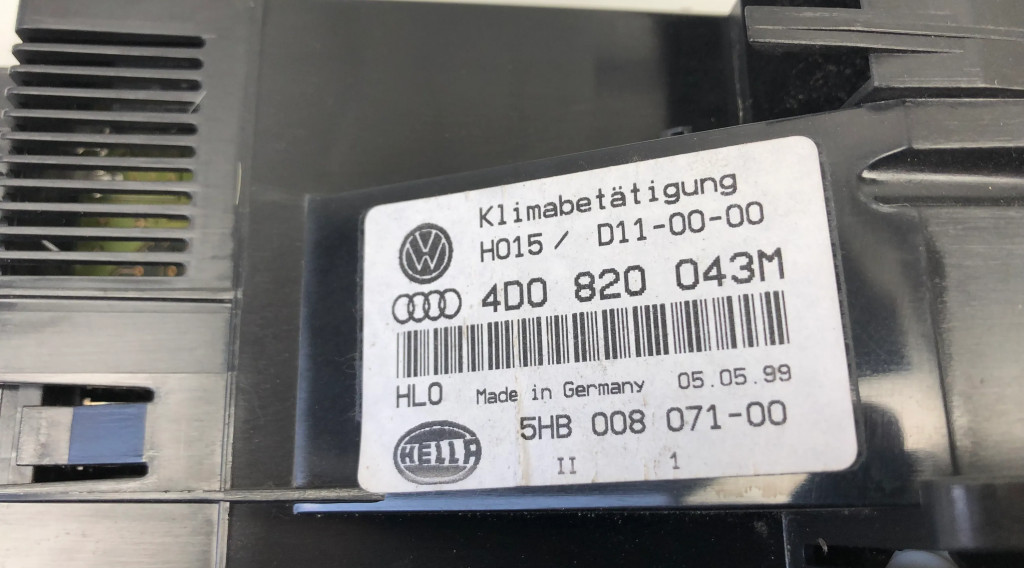 Klimabetätigung
H015 / D11-00-00
4D0 820 043M
HLO Made in Germany 05.05.99
5HB 008 071-00
HELLA
II 1